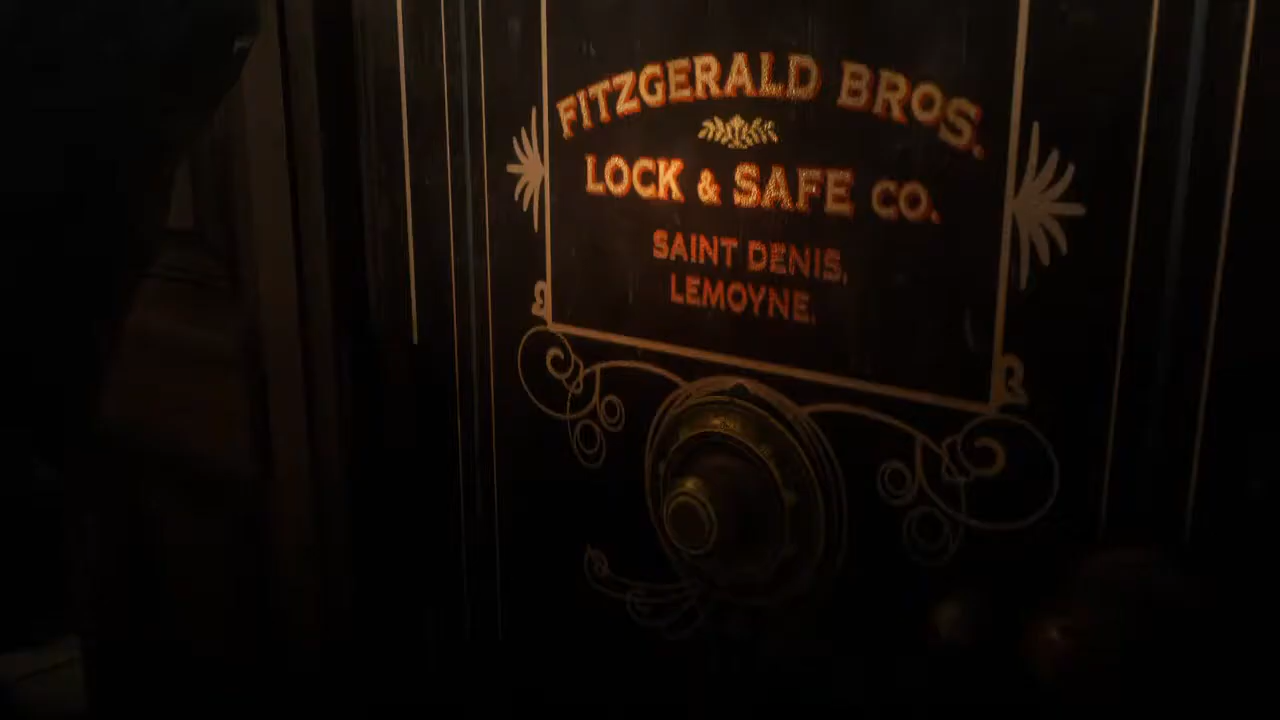 FITZGERALD BROS.
LOCK & SAFE CO.
SAINT DENIS,
LEMOYNE.